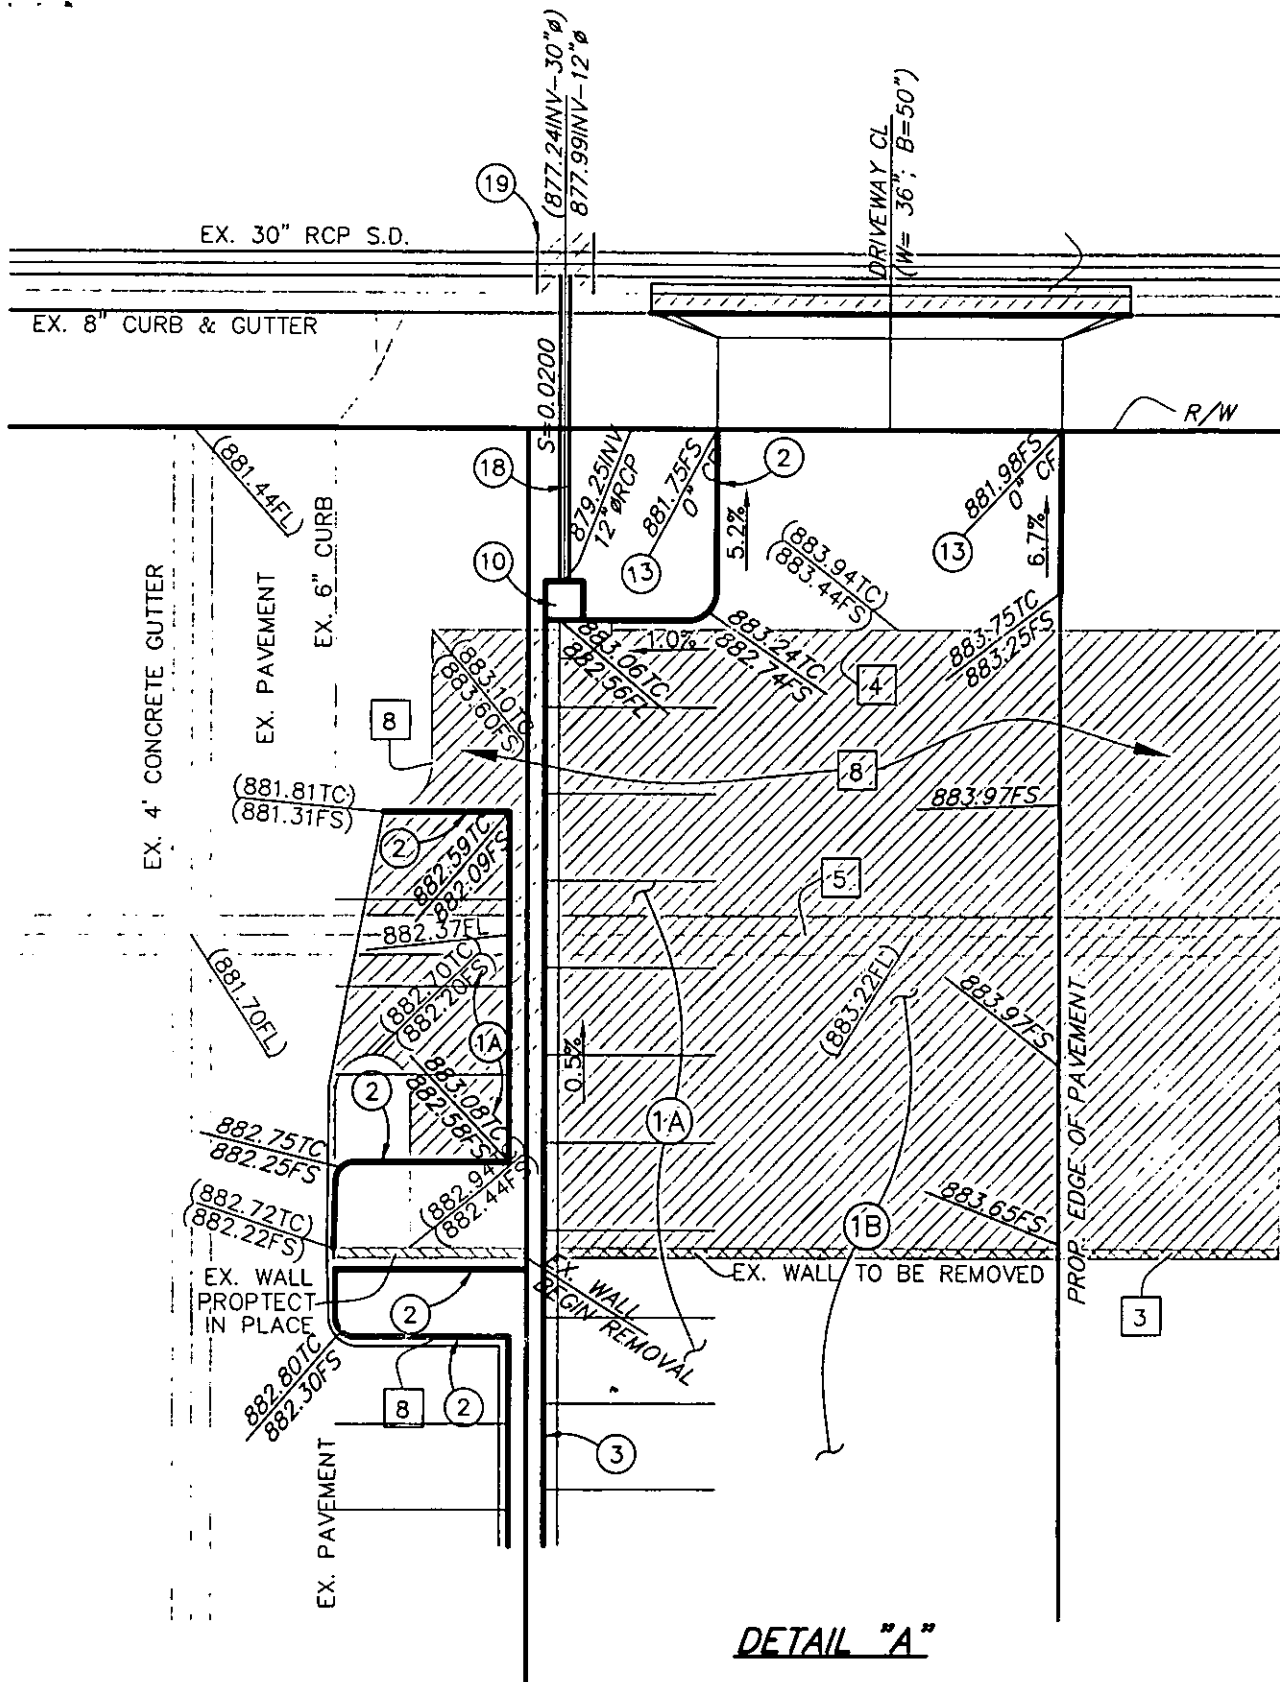 (877.24INV-30"ø)
877.99INV-12"ø
DRIVEWAY CL
(W= 36"; B=50")
19
EX. 30" RCP S.D.
EX. 8" CURB & GUTTER
S=0.0200
R/W
(881.44FL)
18
879.25INV
12"øRCP
881.75FS
0" CF
2
5.2%
881.98FS
0" CF
6.7%
13
13
10
EX. 4' CONCRETE GUTTER
EX. PAVEMENT
EX. 6" CURB
(883.94TC)
(883.44FS)
883.06TC
882.56FL
1.0%
883.24TC
882.74FS
883.75TC
883.25FS
4
(883.10TC)
(883.60FS)
8
8
(881.81TC)
(881.31FS)
883.97FS
2
882.59TC
882.09FS
5
882.37FL
(881.70FL)
(882.70TC)
(882.20FS)
(883.22FL)
883.97FS
1A
0.5%
2
883.08TC
882.58FS
1A
PROP. EDGE OF PAVEMENT
882.75TC
882.25FS
(882.94TC)
(882.44FS)
(882.72TC)
(882.22FS)
883.65FS
1B
EX. WALL
PROPTECT
IN PLACE
EX. WALL TO BE REMOVED
EX. WALL
BEGIN REMOVAL
2
3
882.80TC
882.30FS
8
2
3
EX. PAVEMENT
DETAIL "A"